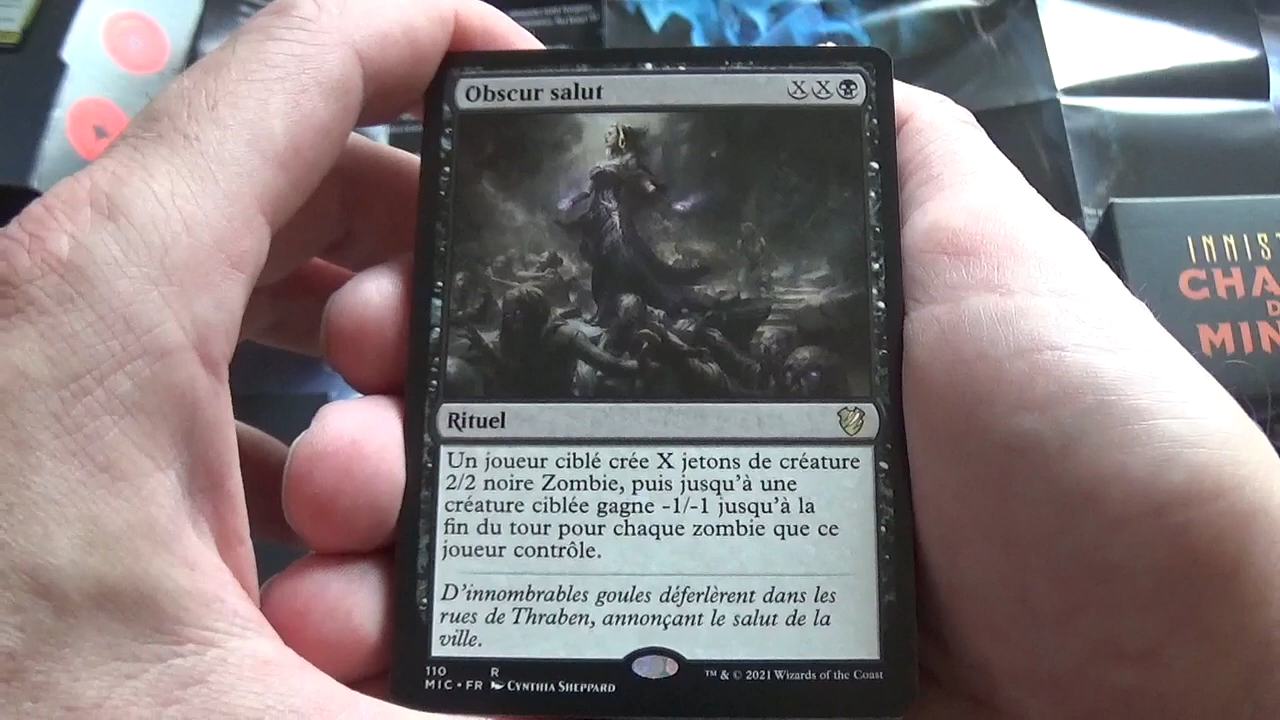 Obscur salut XX
Rituel
Un joueur ciblé crée X jetons de créature
2/2 noire Zombie, puis jusqu'à une
créature ciblée gagne -1/-1 jusqu'à la
fin du tour pour chaque zombie que ce
joueur contrôle.
D'innombrables goules déferlèrent dans les
rues de Thraben, annonçant le salut de la
ville.
110 R
MIC • FR CYNTHIA SHEPPARD
™ & © 2021 Wizards of the Coast
INNIST
CHA
D
MIN